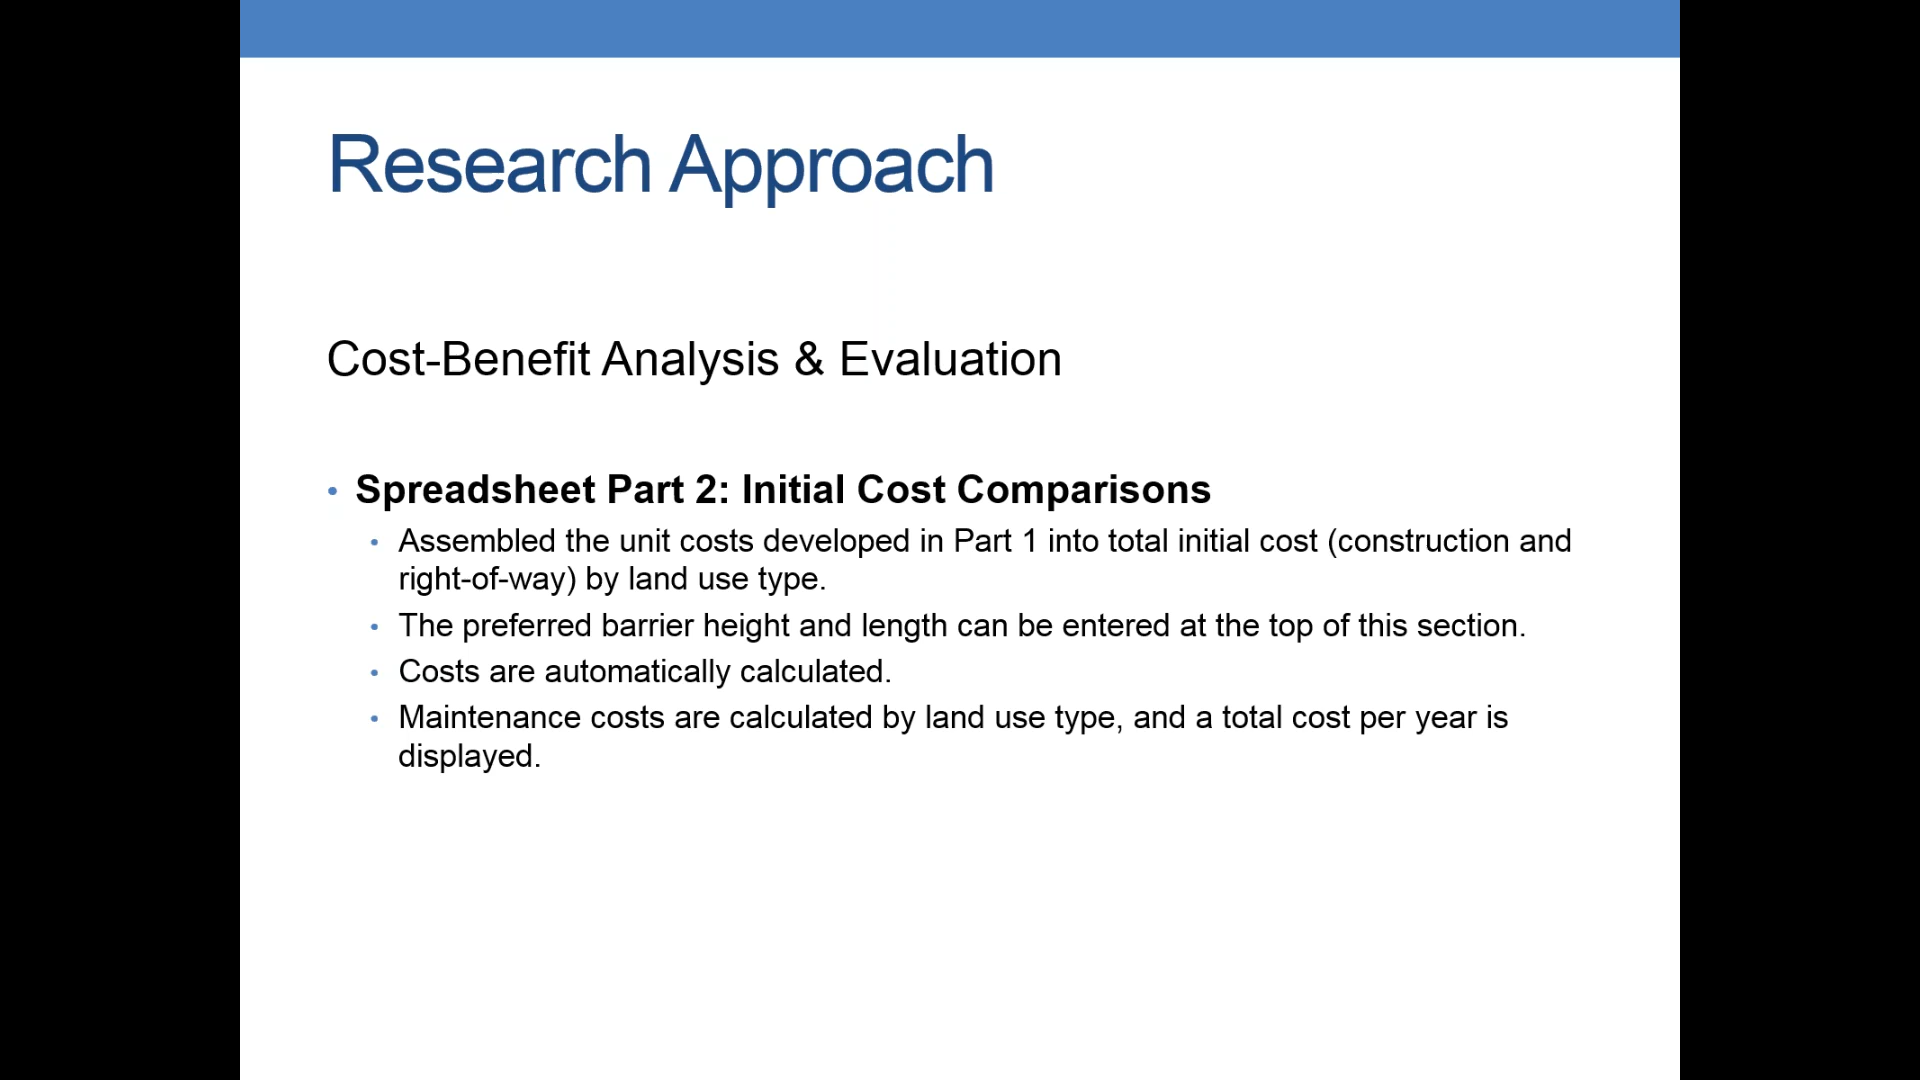 Research Approach
Cost-Benefit Analysis & Evaluation
• Spreadsheet Part 2: Initial Cost Comparisons
• Assembled the unit costs developed in Part 1 into total initial cost (construction and
right-of-way) by land use type.
• The preferred barrier height and length can be entered at the top of this section.
• Costs are automatically calculated.
• Maintenance costs are calculated by land use type, and a total cost per year is
displayed.